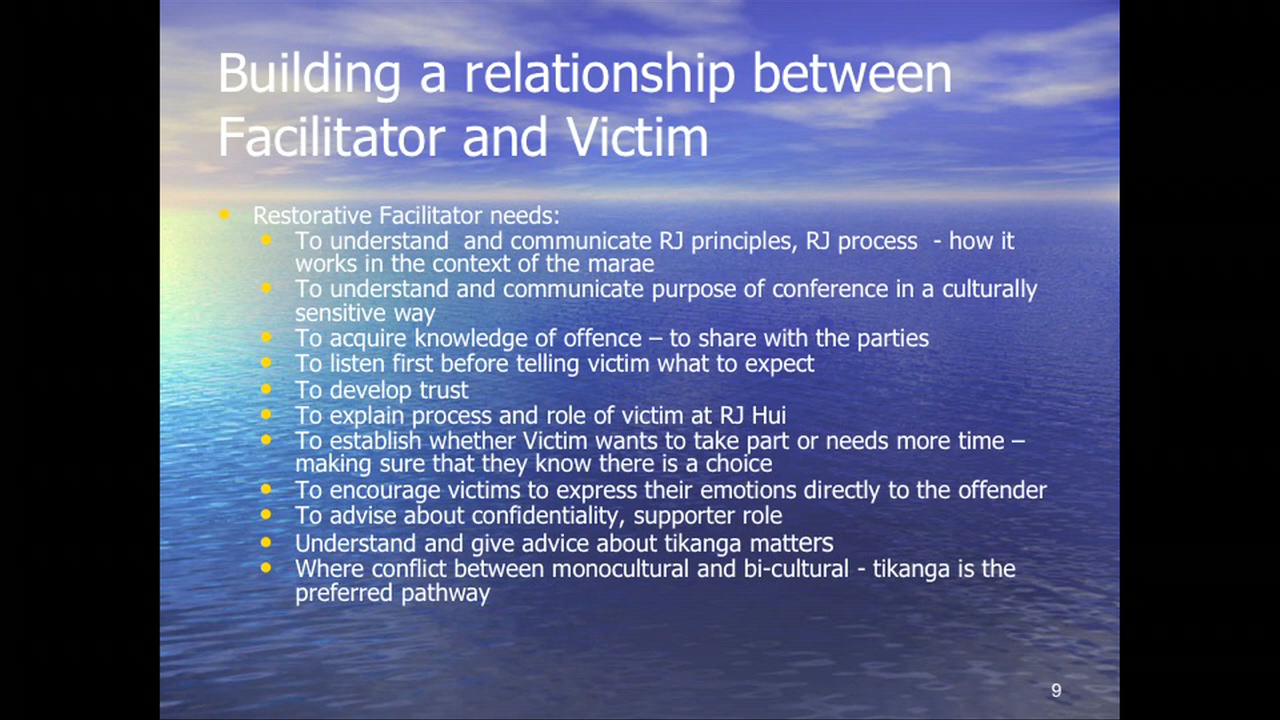 Building a relationship between
Facilitator and Victim
• Restorative Facilitator needs:
• To understand  and communicate RJ principles, RJ process  - how it
works in the context of the marae
• To understand and communicate purpose of conference in a culturally
sensitive way
• To acquire knowledge of offence – to share with the parties
• To listen first before telling victim what to expect
• To develop trust
• To explain process and role of victim at RJ Hui
• To establish whether Victim wants to take part or needs more time –
making sure that they know there is a choice
• To encourage victims to express their emotions directly to the offender
• To advise about confidentiality, supporter role
• Understand and give advice about tikanga matters
• Where conflict between monocultural and bi-cultural - tikanga is the
preferred pathway
9